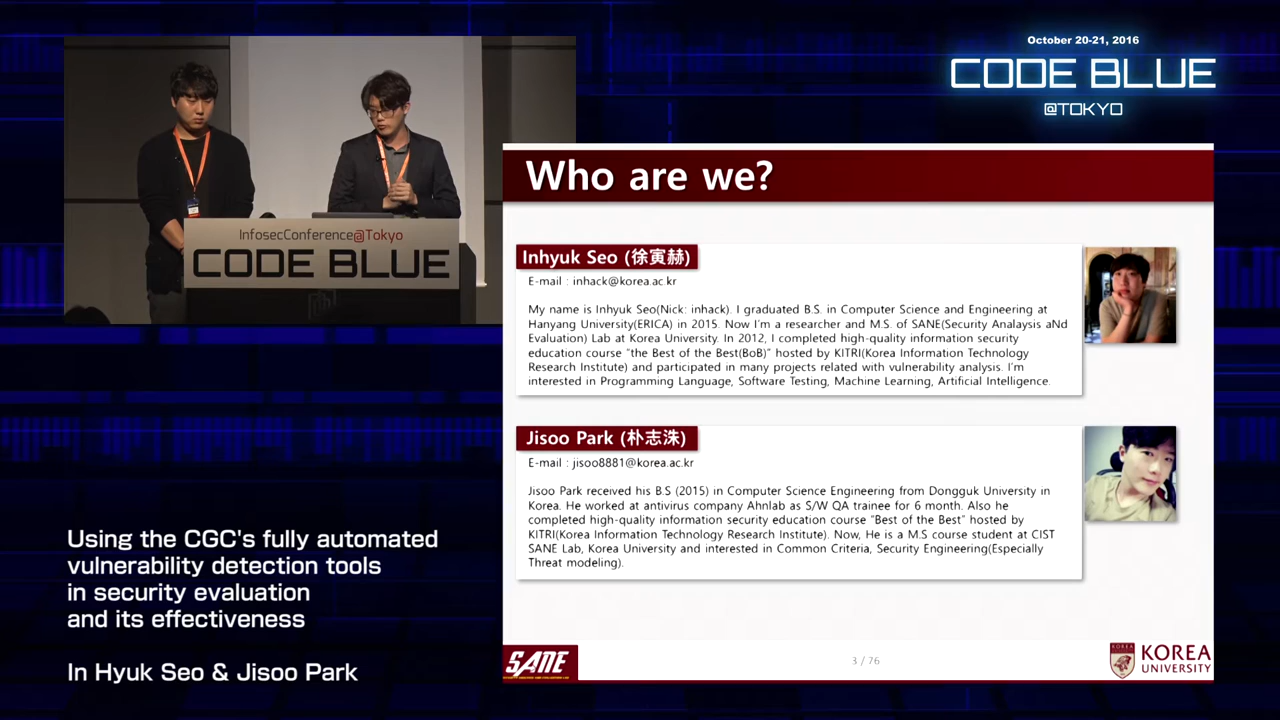 October 20-21, 2016
CODE BLUE
@TOKYO
InfosecConference@Tokyo
CODE BLUE
Who are we?
Inhyuk Seo (徐寅赫)
E-mail : inhack@korea.ac.kr
My name is Inhyuk Seo(Nick: inhack). I graduated B.S. in Computer Science and Engineering at
Hanyang University(ERICA) in 2015. Now I'm a researcher and M.S. of SANE(Security Analaysis aNd
Evaluation) Lab at Korea University. In 2012, I completed high-quality information security
education course “the Best of the Best(BoB)” hosted by KITRI(Korea Information Technology
Research Institute) and participated in many projects related with vulnerability analysis. I'm
interested in Programming Language, Software Testing, Machine Learning, Artificial Intelligence.
Jisoo Park (朴志洙)
E-mail : jisoo8881@korea.ac.kr
Jisoo Park received his B.S (2015) in Computer Science Engineering from Dongguk University in
Korea. He worked at antivirus company Ahnlab as S/W QA trainee for 6 month. Also he
completed high-quality information security education course “Best of the Best” hosted by
KITRI(Korea Information Technology Research Institute). Now, He is a M.S course student at CIST
SANE Lab, Korea University and interested in Common Criteria, Security Engineering(Especially
Threat modeling).
Using the CGC's fully automated
vulnerability detection tools
in security evaluation
and its effectiveness
In Hyuk Seo & Jisoo Park
SANE
3 / 76
KOREA
UNIVERSITY